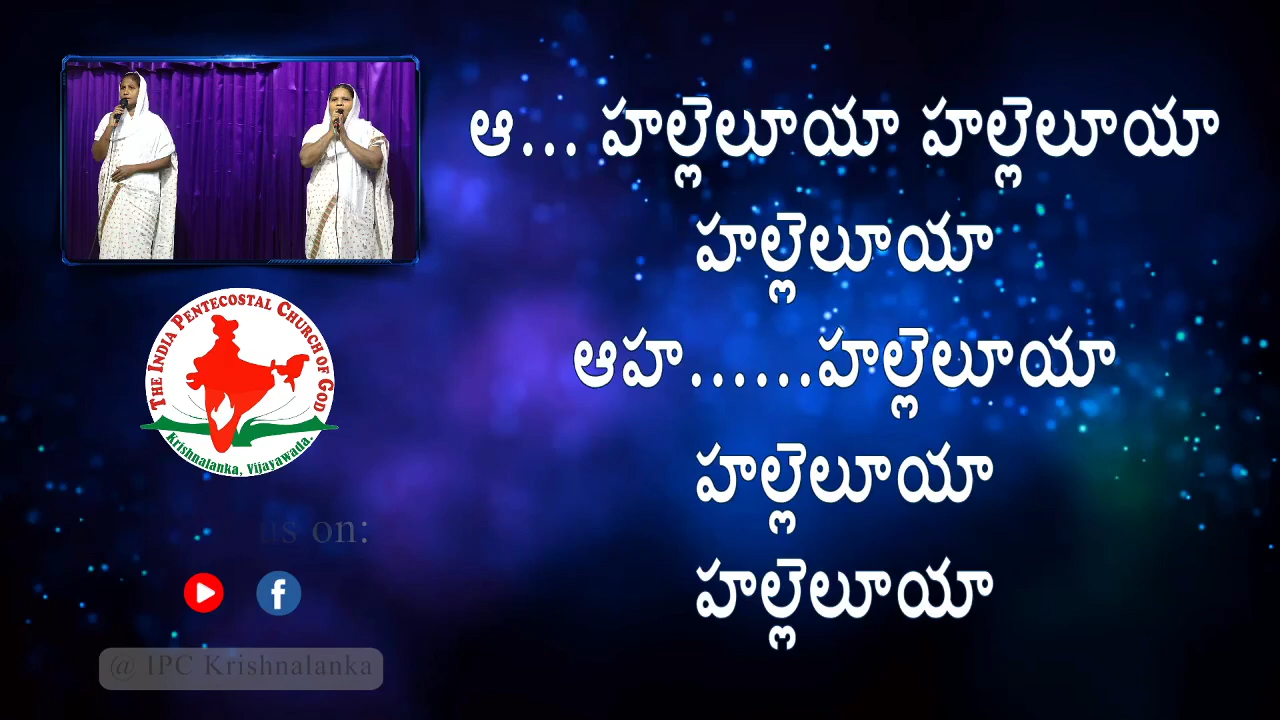 ఆ... హల్లెలూయా హల్లెలూయా
హల్లెలూయా
ఆహ......హల్లెలూయా
హల్లెలూయా
హల్లెలూయా
THE INDIA PENTECOSTAL CHURCH OF GOD
Krishnalanka, Vijayawada.
us on:
@ IPC Krishnalanka